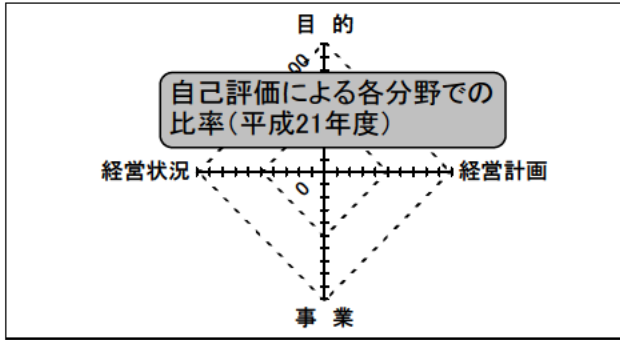 目 的
00
自己評価による各分野での
比率(平成21年度)
経営状況
経営計画
0
事 業